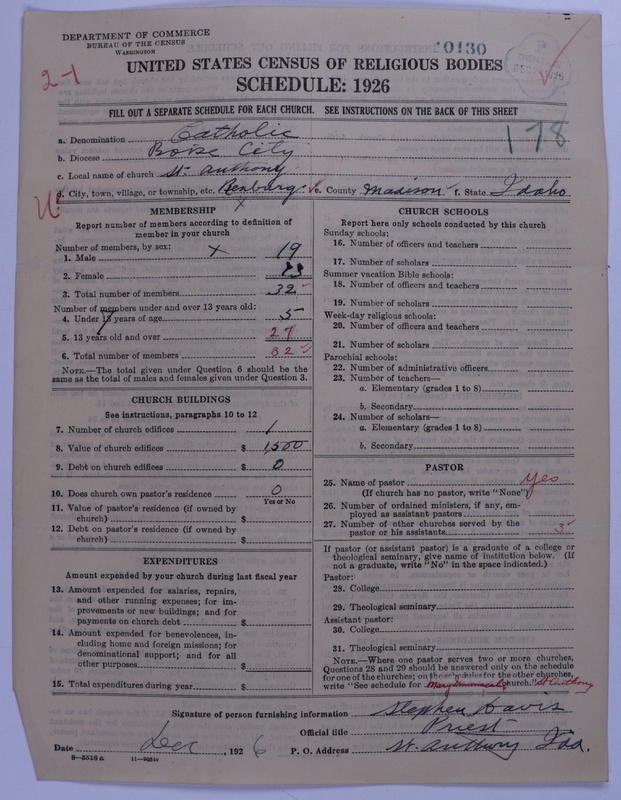 DEPARTMENT OF COMMERCE
BUREAU OF THE CENSUS
WASHINGTON
10130
2-1
UNITED STATES CENSUS OF RELIGIOUS BODIES
SCHEDULE: 1926
FILL OUT A SEPARATE SCHEDULE FOR EACH CHURCH. SEE INSTRUCTIONS ON THE BACK OF THIS SHEET
178
a. Denomination Catholic
b. Diocese Boise City
c. Local name of church St. Anthony
d. City, town, village, or township, etc. Rexburg. e. County Madison f. State Idaho
MEMBERSHIP
Report number of members according to definition of
member in your church
Number of members, by sex:
1. Male x 19
2. Female 13
3. Total number of members 32
Number of members under and over 13 years old:
4. Under 13 years of age 5
5. 13 years old and over 27
6. Total number of members 32
NOTE.—The total given under Question 6 should be
same as the total of males and females given under Question 3.
CHURCH BUILDINGS
See instructions, paragraphs 10 to 12
7. Number of church edifices 1
8. Value of church edifices $ 1,500
9. Debt on church edifices $ 0
10. Does church own pastor's residence 0
Yes or No
11. Value of pastor's residence (if owned by
church) $
12. Debt on pastor's residence (if owned by
church) $
EXPENDITURES
Amount expended by your church during last fiscal year
13. Amount expended for salaries, repairs,
and other running expenses; for im-
provements or new buildings; and for
payments on church debt $
14. Amount expended for benevolences, in-
cluding home and foreign missions; for
denominational support; and for all
other purposes $
15. Total expenditures during year $
CHURCH SCHOOLS
Report here only schools conducted by this church
Sunday schools:
16. Number of officers and teachers
17. Number of scholars
Summer vacation Bible schools:
18. Number of officers and teachers
19. Number of scholars
Week-day religious schools:
20. Number of officers and teachers
21. Number of scholars
Parochial schools:
22. Number of administrative officers
23. Number of teachers—
a. Elementary (grades 1 to 8)
b. Secondary
24. Number of scholars—
a. Elementary (grades 1 to 8)
b. Secondary
PASTOR
25. Name of pastor Yes
(If church has no pastor, write "None")
26. Number of ordained ministers, if any, em-
ployed as assistant pastors
27. Number of other churches served by the
pastor or his assistants 5
If pastor (or assistant pastor) is a graduate of a college or
theological seminary, give name of institution below. (If
not a graduate, write "No" in the space indicated.)
Pastor:
28. College
29. Theological seminary
Assistant pastor:
30. College
31. Theological seminary
NOTE.—Where one pastor serves two or more churches,
Questions 28 and 29 should be answered only on the schedule
for one of the churches; on the schedules for the other churches,
write "See schedule for Mary Immaculate church." St Anthony
Signature of person furnishing information Stephen Davis
Official title Priest
Date Dec, 1926 P. O. Address St. Anthony Ida.
8-5518a 11-9054v